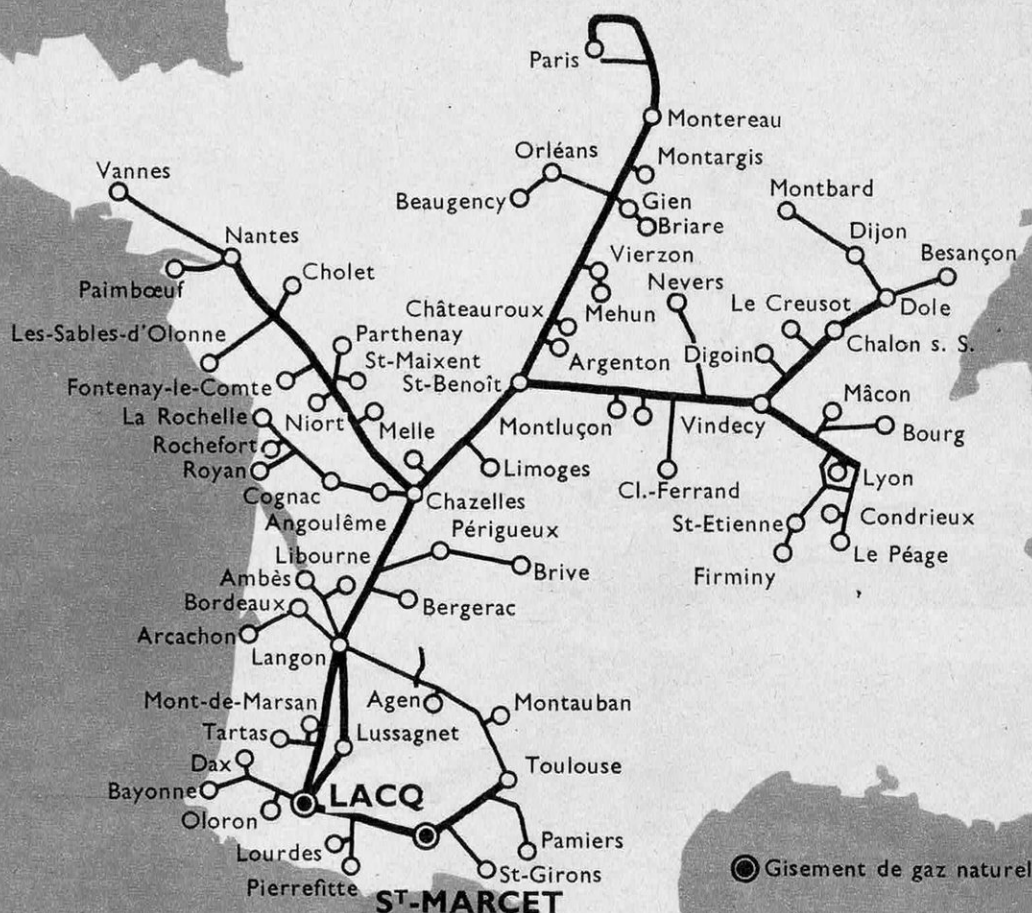 Paris
Montereau
Orléans
Montargis
Vannes
Beaugency
Gien
Montbard
Briare
Nantes
Dijon
Vierzon
Besançon
Cholet
Nevers
Paimbœuf
Châteauroux
Mehun
Le Creusot
Dole
Les-Sables-d'Olonne
Parthenay
Chalon s. S.
St-Maixent
Argenton
Digoin
Fontenay-le-Comte
St-Benoît
Mâcon
La Rochelle
Niort
Melle
Montluçon
Vindecy
Bourg
Rochefort
Royan
Limoges
Lyon
Cognac
Chazelles
Cl.-Ferrand
Angoulême
St-Etienne
Condrieux
Périgueux
Libourne
Le Péage
Ambès
Brive
Firminy
Bordeaux
Bergerac
Arcachon
Langon
Mont-de-Marsan
Agen
Montauban
Tartas
Lussagnet
Dax
Toulouse
Bayonne
LACQ
Oloron
Pamiers
Lourdes
St-Girons
Gisement de gaz naturel
Pierrefitte
ST-MARCET